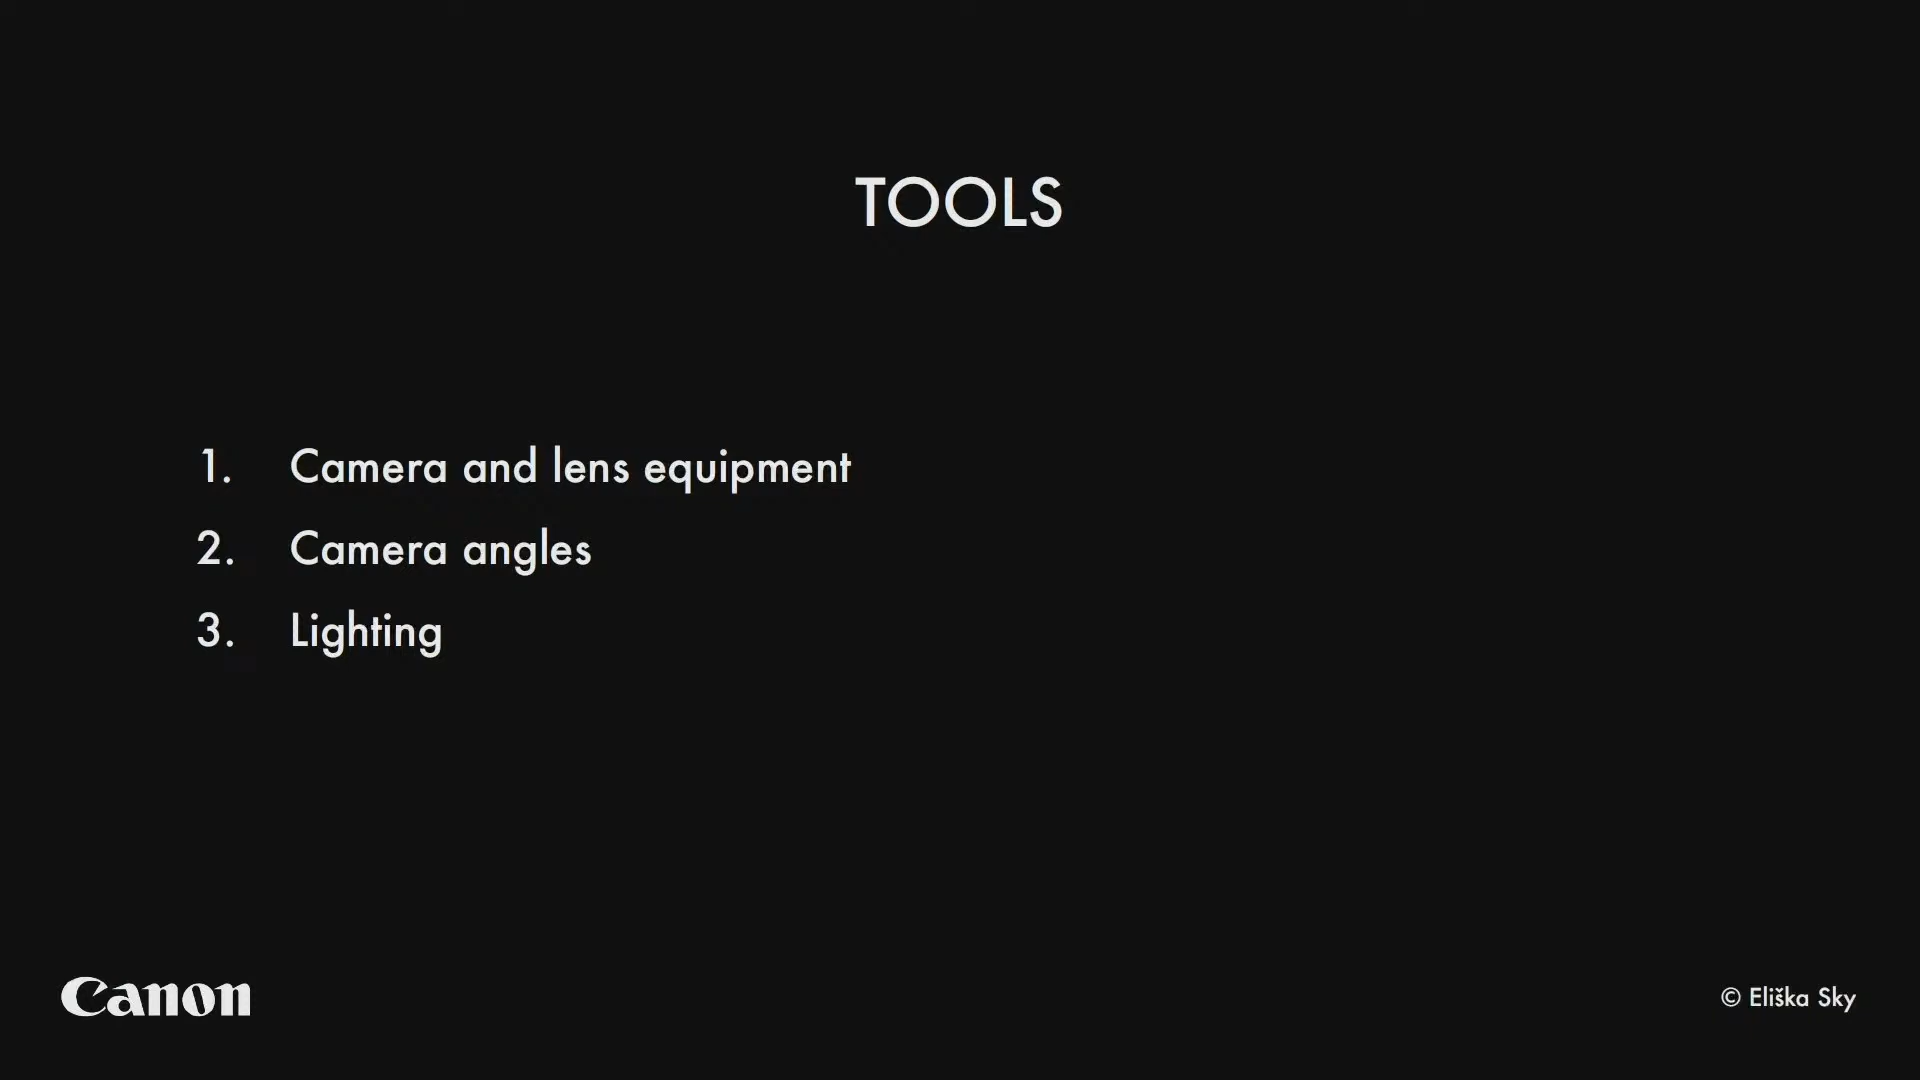 TOOLS
1. Camera and lens equipment
2. Camera angles
3. Lighting
Canon
© Eliška Sky